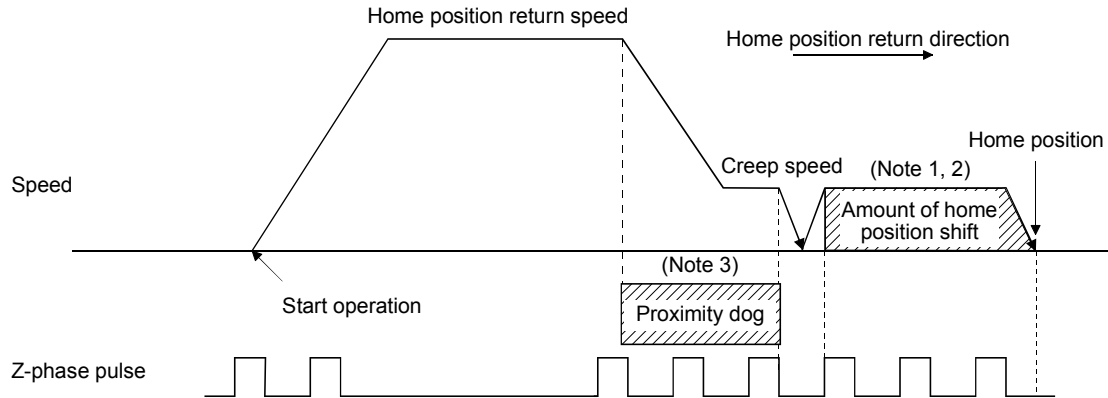 Home position return speed
Home position return direction
Home position
Creep speed
(Note 1, 2)
Speed
Amount of home
position shift
(Note 3)
Start operation
Proximity dog
Z-phase pulse